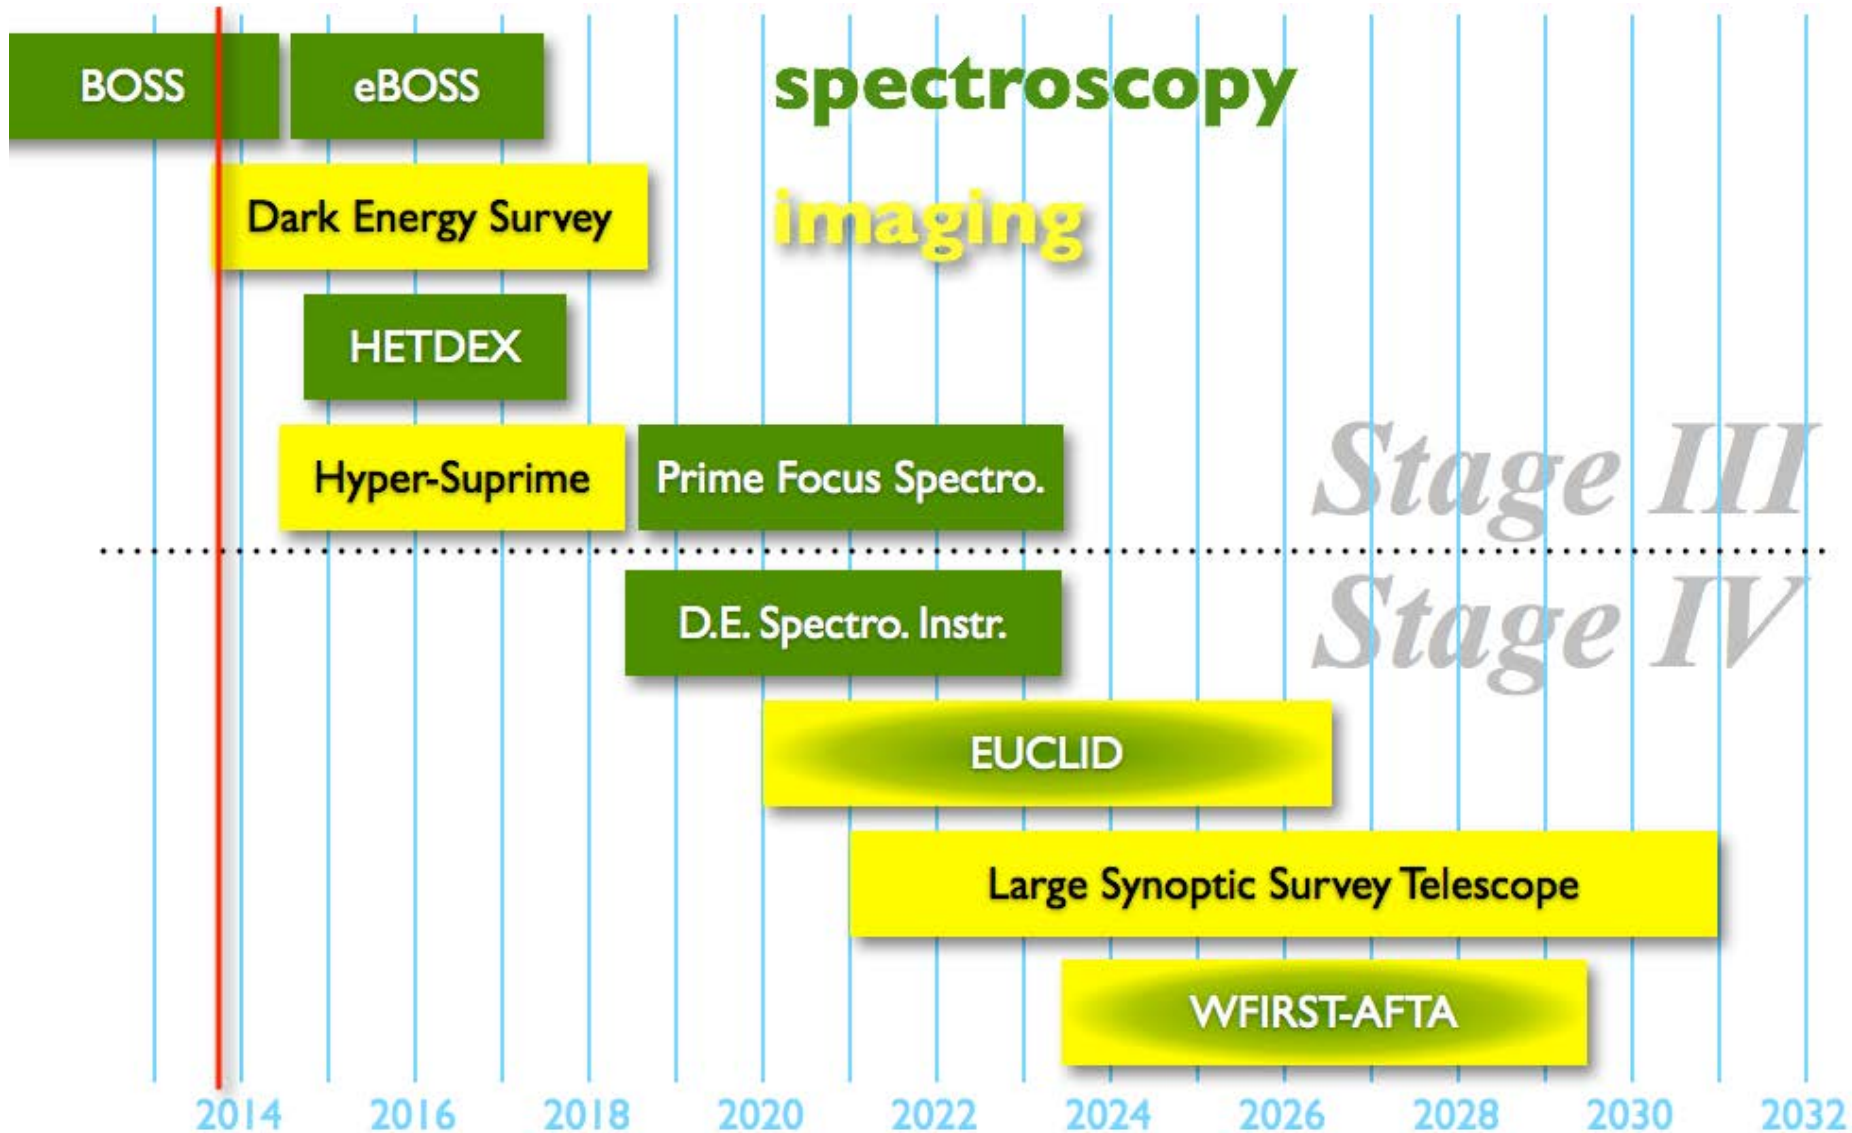 BOSS
eBOSS
spectroscopy
Dark Energy Survey
imaging
HETDEX
Hyper-Suprime
Prime Focus Spectro.
Stage III
D.E. Spectro. Instr.
Stage IV
EUCLID
Large Synoptic Survey Telescope
WFIRST-AFTA
2014 2016 2018 2020 2022 2024 2026 2028 2030 2032